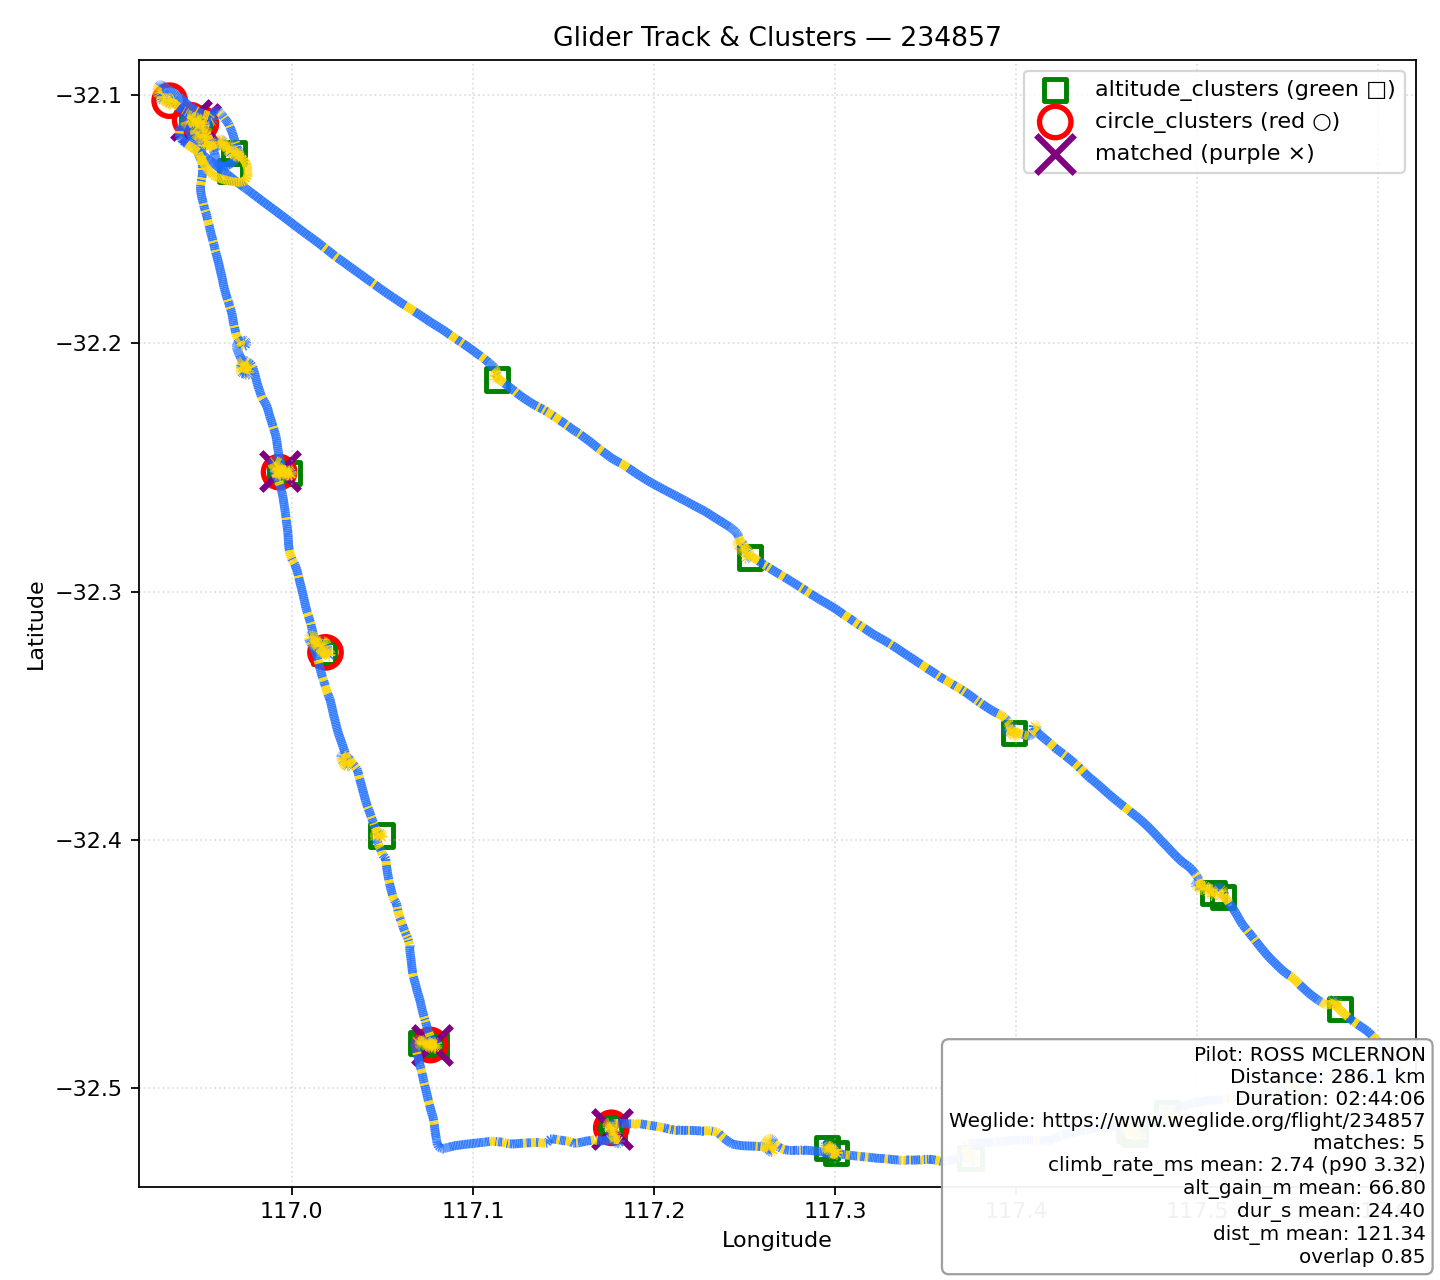 Glider Track & Clusters — 234857
altitude_clusters (green □)
circle_clusters (red ○)
matched (purple ×)
−32.1
−32.2
−32.3
−32.4
−32.5
Latitude
117.0
117.1
117.2
117.3
117.4
117.5
Longitude
Pilot: ROSS MCLERNON
Distance: 286.1 km
Duration: 02:44:06
Weglide: https://www.weglide.org/flight/234857
matches: 5
climb_rate_ms mean: 2.74 (p90 3.32)
alt_gain_m mean: 66.80
dur_s mean: 24.40
dist_m mean: 121.34
overlap 0.85